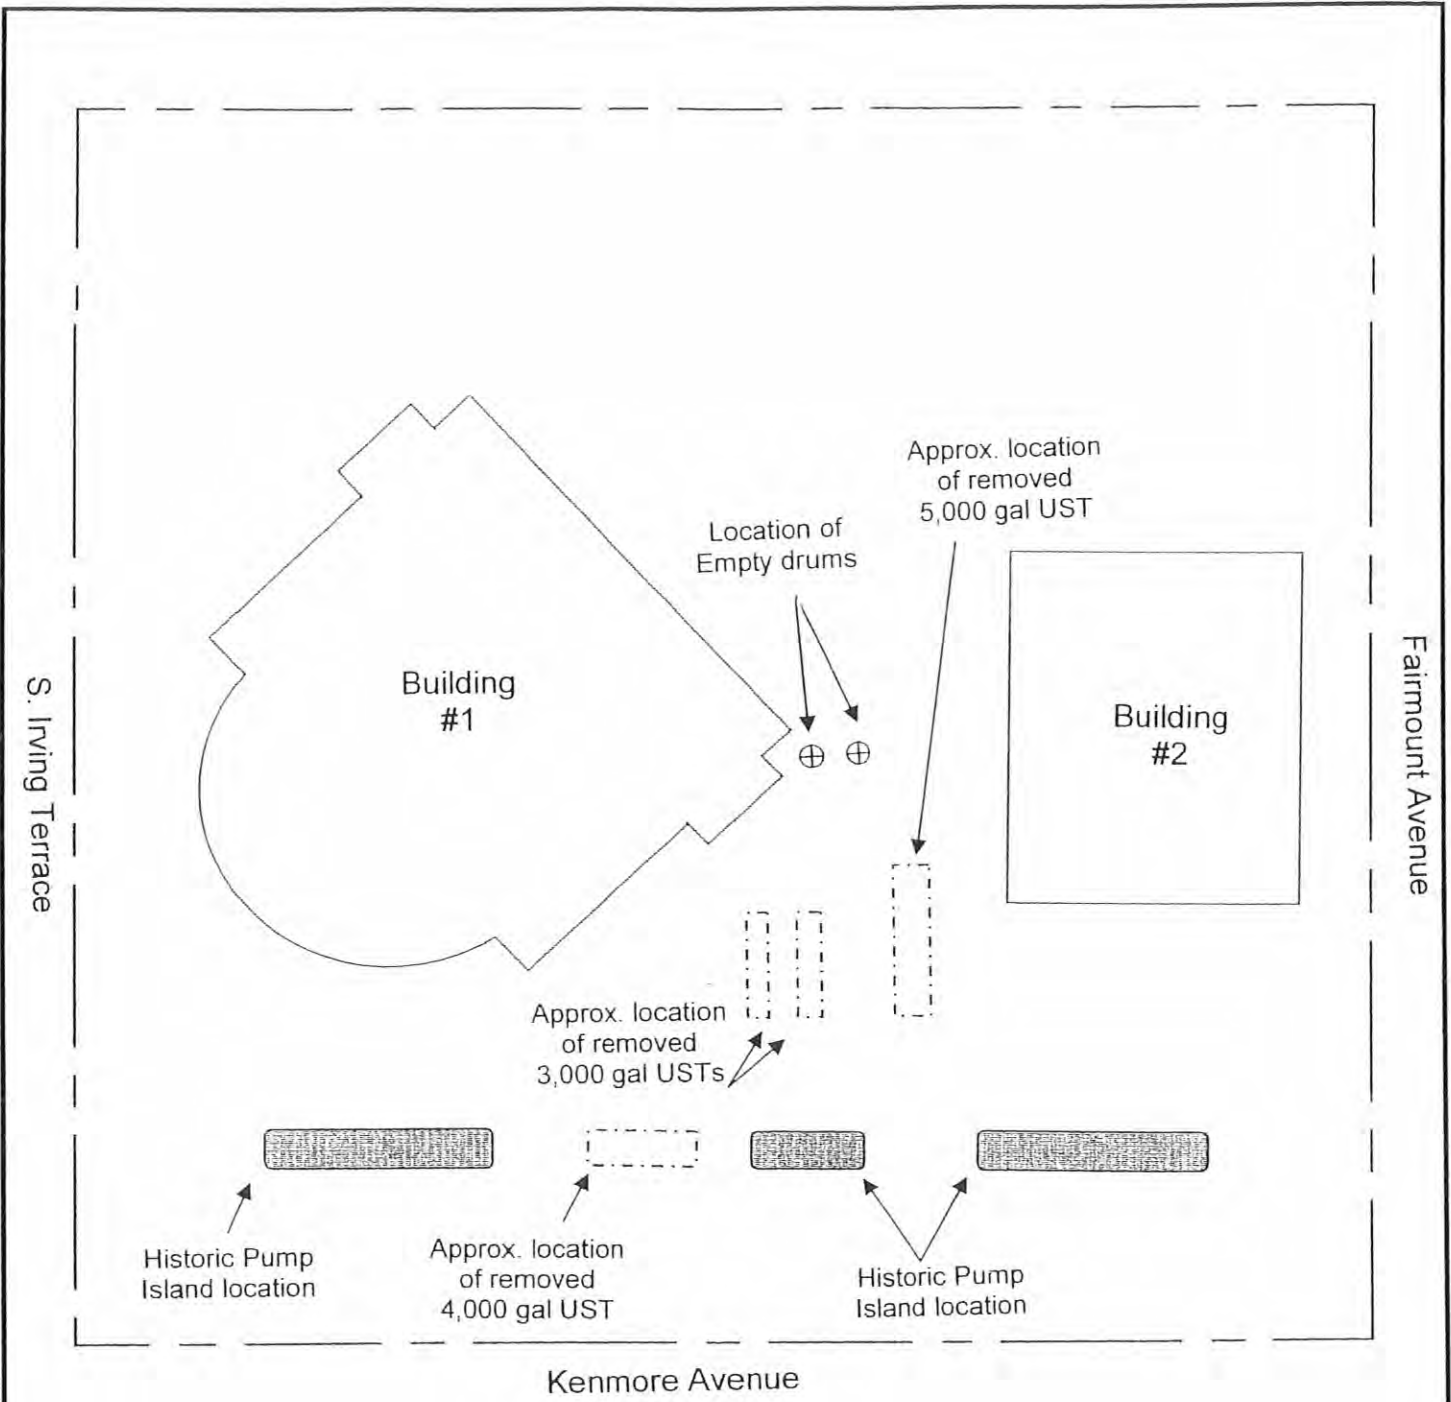 Approx. location
of removed
5,000 gal UST
Location of
Empty drums
Building
#1
Building
#2
S. Irving Terrace
Fairmount Avenue
Approx. location
of removed
3,000 gal USTs
Historic Pump
Island location
Approx. location
of removed
4,000 gal UST
Historic Pump
Island location
Kenmore Avenue